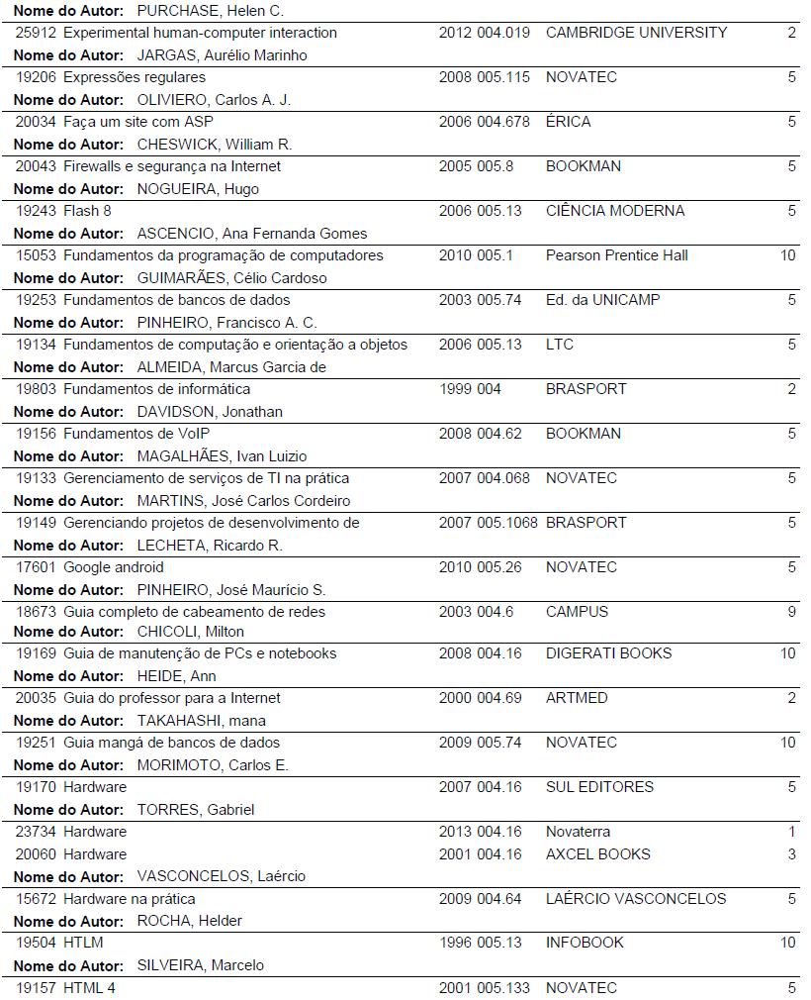 Nome do Autor: PURCHASE, Helen C.
25912 Experimental human-computer interaction 2012 004.019 CAMBRIDGE UNIVERSITY 2
Nome do Autor: JARGAS, Aurélio Marinho
19206 Expressões regulares 2008 005.115 NOVATEC 5
Nome do Autor: OLIVIERO, Carlos A. J.
20034 Faça um site com ASP 2006 004.678 ÉRICA 5
Nome do Autor: CHESWICK, William R.
20043 Firewalls e segurança na Internet 2005 005.8 BOOKMAN 5
Nome do Autor: NOGUEIRA, Hugo
19243 Flash 8 2006 005.13 CIÊNCIA MODERNA 5
Nome do Autor: ASCENCIO, Ana Fernanda Gomes
15053 Fundamentos da programação de computadores 2010 005.1 Pearson Prentice Hall 10
Nome do Autor: GUIMARÃES, Célio Cardoso
19253 Fundamentos de bancos de dados 2003 005.74 Ed. da UNICAMP 5
Nome do Autor: PINHEIRO, Francisco A. C.
19134 Fundamentos de computação e orientação a objetos 2006 005.13 LTC 5
Nome do Autor: ALMEIDA, Marcus Garcia de
19803 Fundamentos de informática 1999 004 BRASPORT 2
Nome do Autor: DAVIDSON, Jonathan
19156 Fundamentos de VoIP 2008 004.62 BOOKMAN 5
Nome do Autor: MAGALHÃES, Ivan Luizio
19133 Gerenciamento de serviços de TI na prática 2007 004.068 NOVATEC 5
Nome do Autor: MARTINS, José Carlos Cordeiro
19149 Gerenciando projetos de desenvolvimento de 2007 005.1068 BRASPORT 5
Nome do Autor: LECHETA, Ricardo R.
17601 Google android 2010 005.26 NOVATEC 5
Nome do Autor: PINHEIRO, José Maurício S.
18673 Guia completo de cabeamento de redes 2003 004.6 CAMPUS 9
Nome do Autor: CHICOLI, Milton
19169 Guia de manutenção de PCs e notebooks 2008 004.16 DIGERATI BOOKS 10
Nome do Autor: HEIDE, Ann
20035 Guia do professor para a Internet 2000 004.69 ARTMED 2
Nome do Autor: TAKAHASHI, mana
19251 Guia mangá de bancos de dados 2009 005.74 NOVATEC 10
Nome do Autor: MORIMOTO, Carlos E.
19170 Hardware 2007 004.16 SUL EDITORES 5
Nome do Autor: TORRES, Gabriel
23734 Hardware 2013 004.16 Novaterra 1
20060 Hardware 2001 004.16 AXCEL BOOKS 3
Nome do Autor: VASCONCELOS, Laércio
15672 Hardware na prática 2009 004.64 LAÉRCIO VASCONCELOS 5
Nome do Autor: ROCHA, Helder
19504 HTLM 1996 005.13 INFOBOOK 10
Nome do Autor: SILVEIRA, Marcelo
19157 HTML 4 2001 005.133 NOVATEC 5